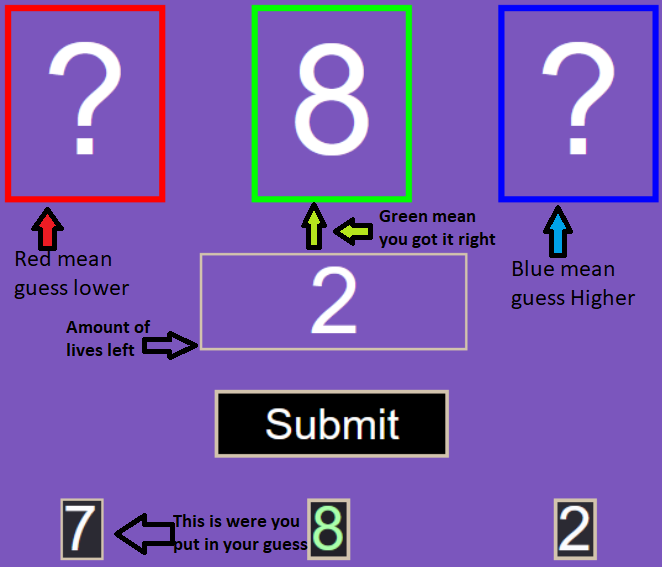 ? 8 ?
Green mean
you got it right
Red mean
guess lower
Blue mean
guess Higher
2
Amount of
lives left
Submit
7
This is were you
put in your guess
8
2